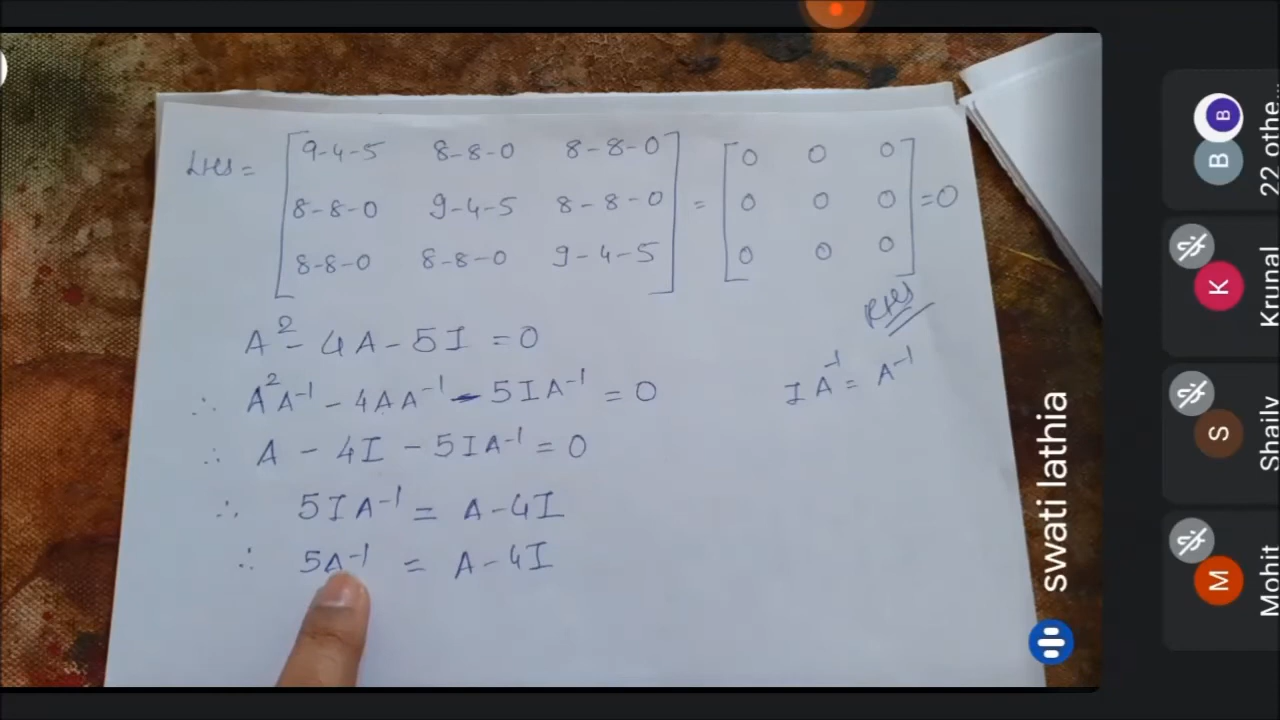 LHS = [ 9-4-5 8-8-0 8-8-0 ] = [ 0 0 0 ] = 0
8-8-0 9-4-5 8-8-0 0 0 0
8-8-0 8-8-0 9-4-5 0 0 0
RHS
A² - 4A - 5I = 0
∴ A²A⁻¹ - 4AA⁻¹ - 5IA⁻¹ = 0
IA⁻¹ = A⁻¹
∴ A - 4I - 5IA⁻¹ = 0
∴ 5IA⁻¹ = A - 4I
∴ 5A⁻¹ = A - 4I
swati lathia
B
B
22 othe...
K
Krunal
S
Shailv
M
Mohit